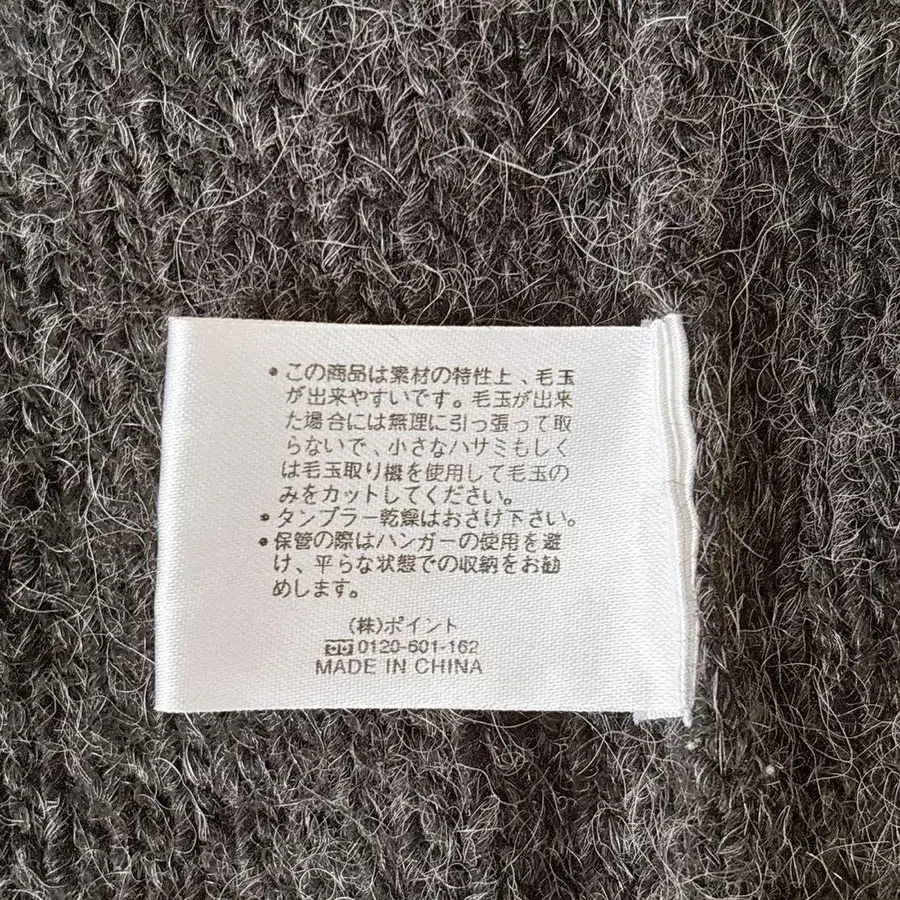 • この商品は素材の特性上、毛玉
が出来やすいです。毛玉が出来
た場合には無理に引っ張って取
らないで、小さなハサミもしく
は毛玉取り機を使用して毛玉の
みをカットしてください。
• タンブラー乾燥はおさけ下さい。
• 保管の際はハンガーの使用を避
け、平らな状態での収納をお勧
めします。
(株)ポイント
0120-601-162
MADE IN CHINA